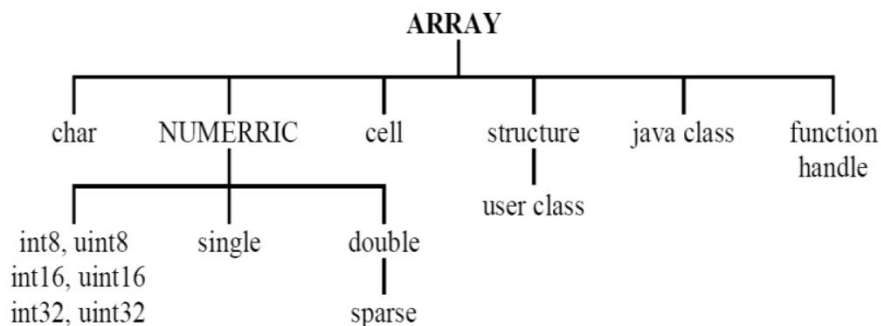 ARRAY
char NUMERRIC cell structure java class function
handle
user class
int8, uint8 single double
int16, uint16
int32, uint32 sparse